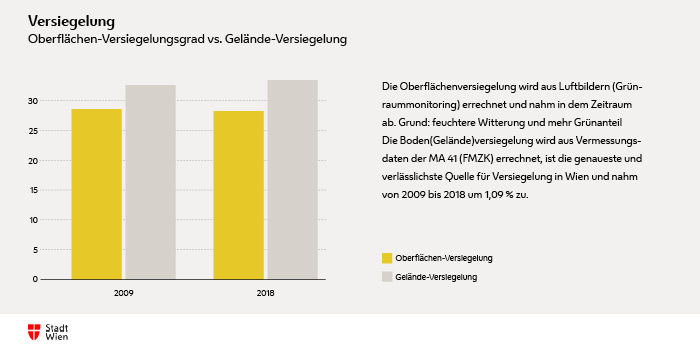 Versiegelung
Oberflächen-Versiegelungsgrad vs. Gelände-Versiegelung
30
25
20
15
10
5
0
2009
2018
Die Oberflächenversiegelung wird aus Luftbildern (Grün-
raummonitoring) errechnet und nahm in dem Zeitraum
ab. Grund: feuchtere Witterung und mehr Grünanteil
Die Boden(Gelände)versiegelung wird aus Vermessungs-
daten der MA 41 (FMZK) errechnet, ist die genaueste und
verlässlichste Quelle für Versiegelung in Wien und nahm
von 2009 bis 2018 um 1,09 % zu.
Oberflächen-Versiegelung
Gelände-Versiegelung
Stadt
Wien